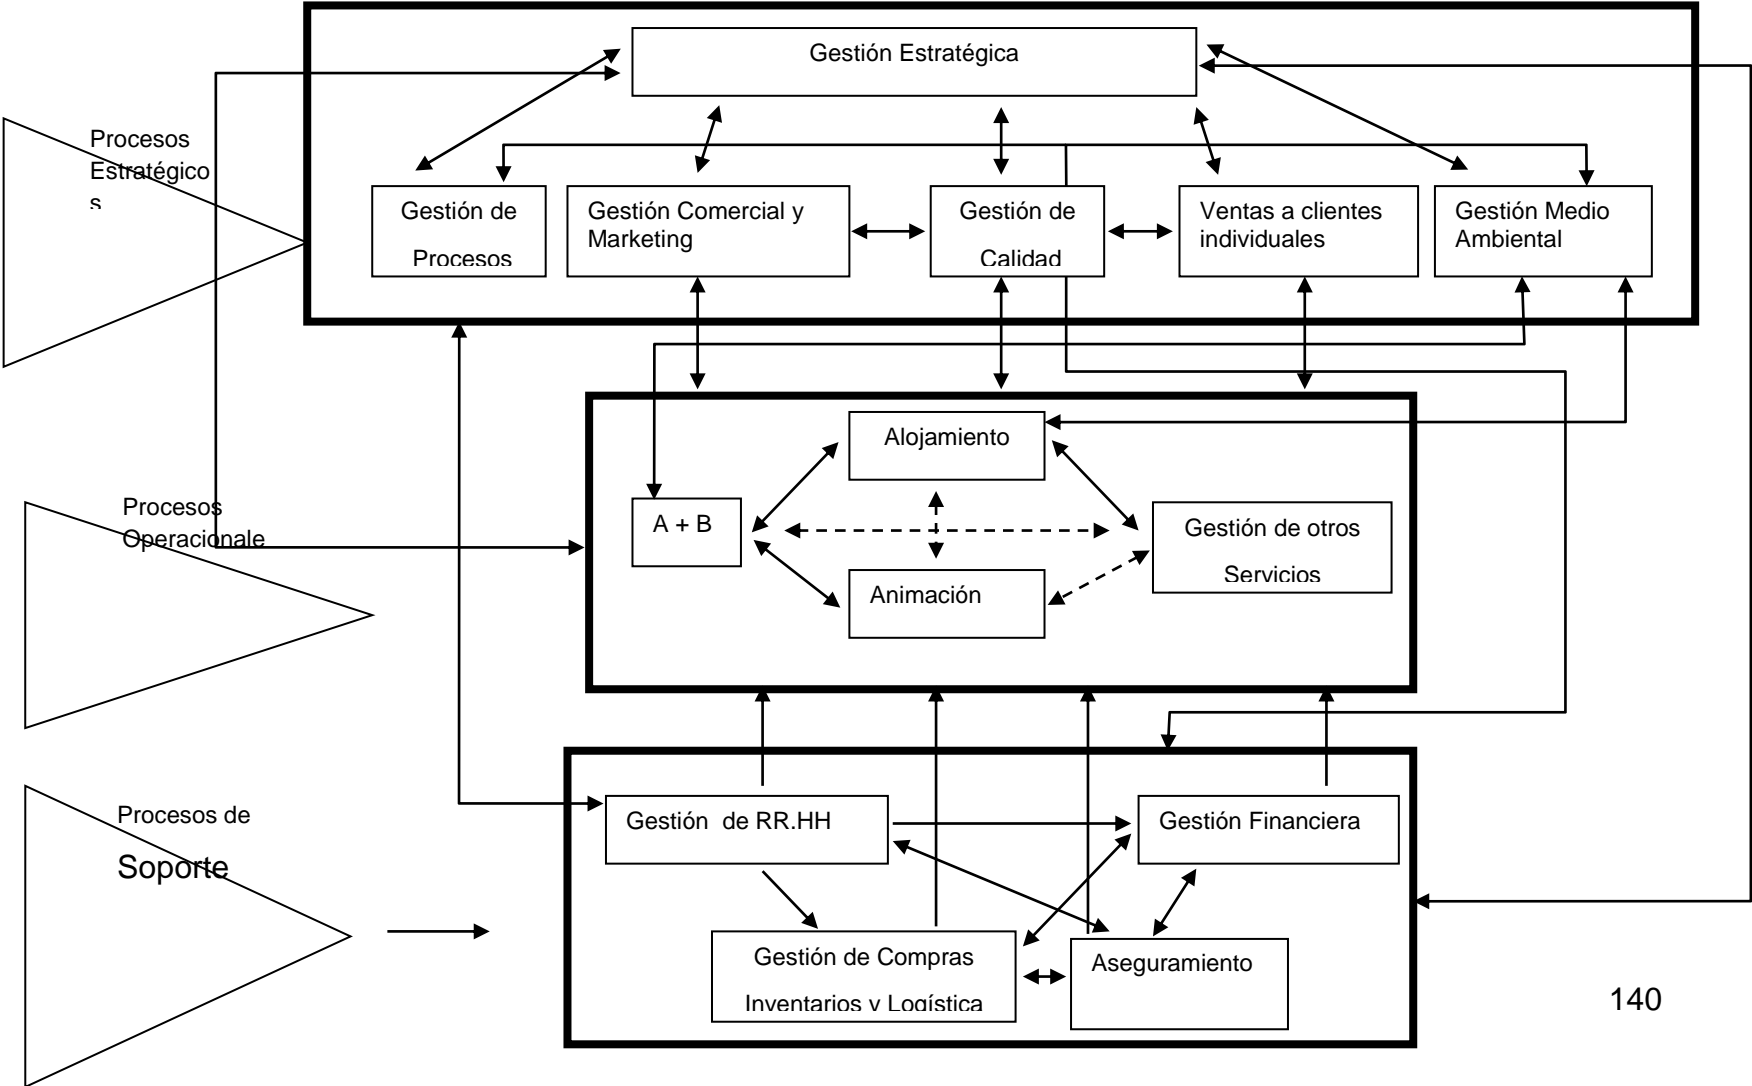 Gestión Estratégica
Procesos
Estratégico
s
Gestión de
Procesos
Gestión Comercial y
Marketing
Gestión de
Calidad
Ventas a clientes
individuales
Gestión Medio
Ambiental
Alojamiento
Procesos
Operacionale
A + B
Gestión de otros
Servicios
Animación
Procesos de
Soporte
Gestión  de RR.HH
Gestión Financiera
Gestión de Compras
Inventarios y Logística
Aseguramiento
140